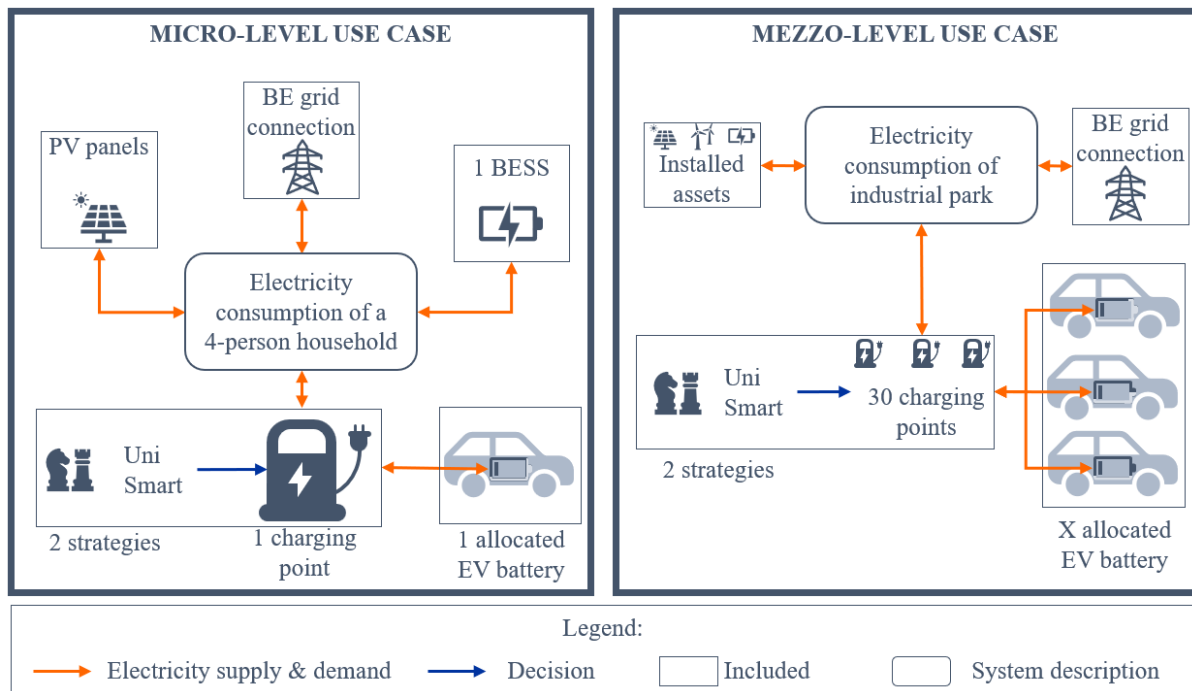 MICRO-LEVEL USE CASE
BE grid
connection
PV panels
1 BESS
Electricity
consumption of a
4-person household
Uni
Smart
2 strategies
1 charging
point
1 allocated
EV battery
MEZZO-LEVEL USE CASE
Installed
assets
Electricity
consumption of
industrial park
BE grid
connection
Uni
Smart
30 charging
points
2 strategies
X allocated
EV battery
Legend:
Electricity supply & demand
Decision
Included
System description